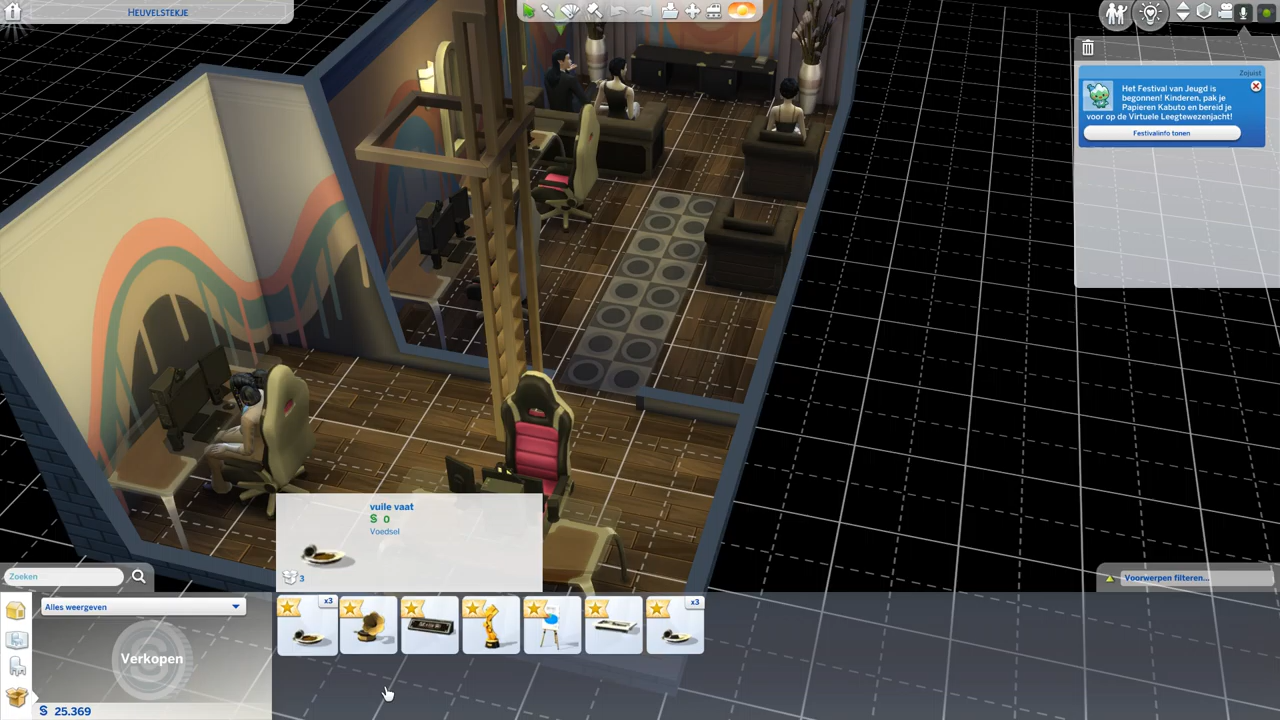 HEUVELSTEKJE
Zojuist
Het Festival van Jeugd is
begonnen! Kinderen, pak je
Papieren Kabuto en bereid je
voor op de Virtuele Leegtewezenjacht!
Festivalinfo tonen
vuile vaat
S 0
Voedsel
3
Zoeken
Voorwerpen filteren...
Alles weergeven
x3
x3
Verkopen
S 25.369